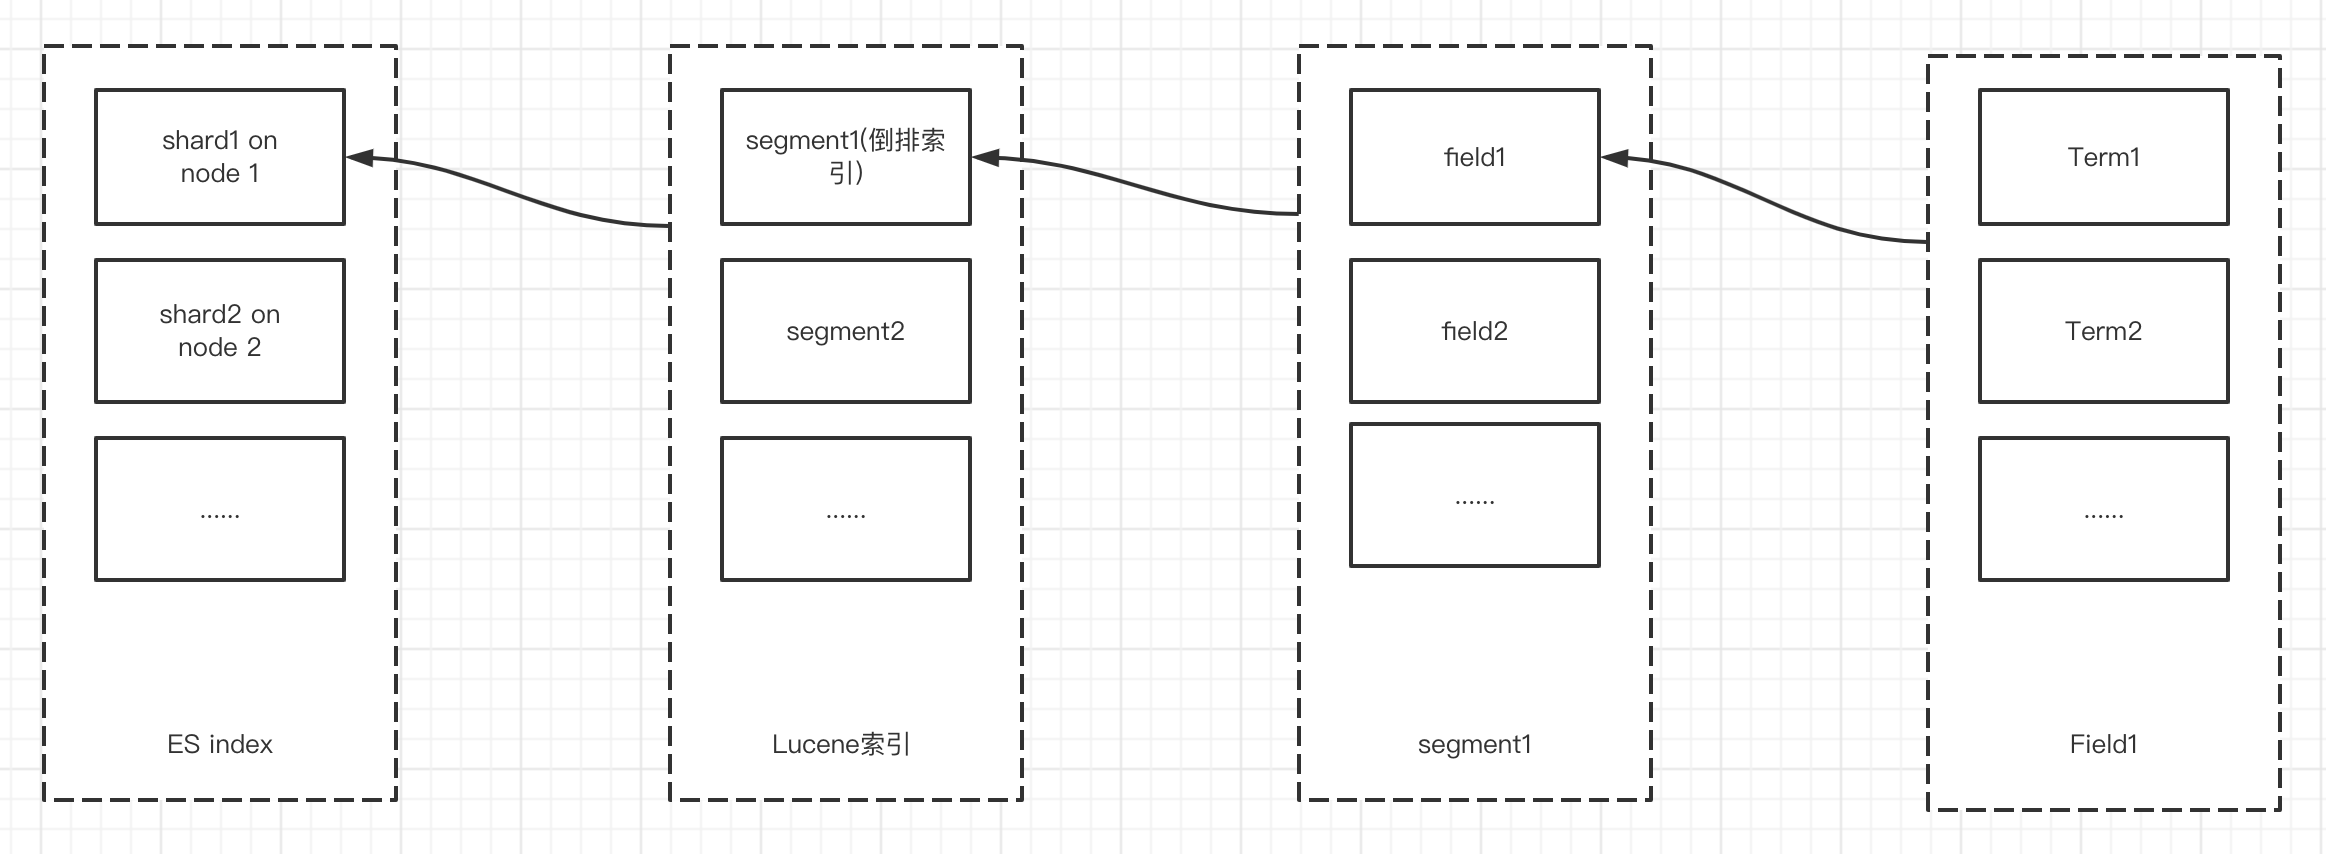 shard1 on
node 1
shard2 on
node 2
......
ES index
segment1(倒排索
引)
segment2
......
Lucene索引
field1
field2
......
segment1
Term1
Term2
......
Field1